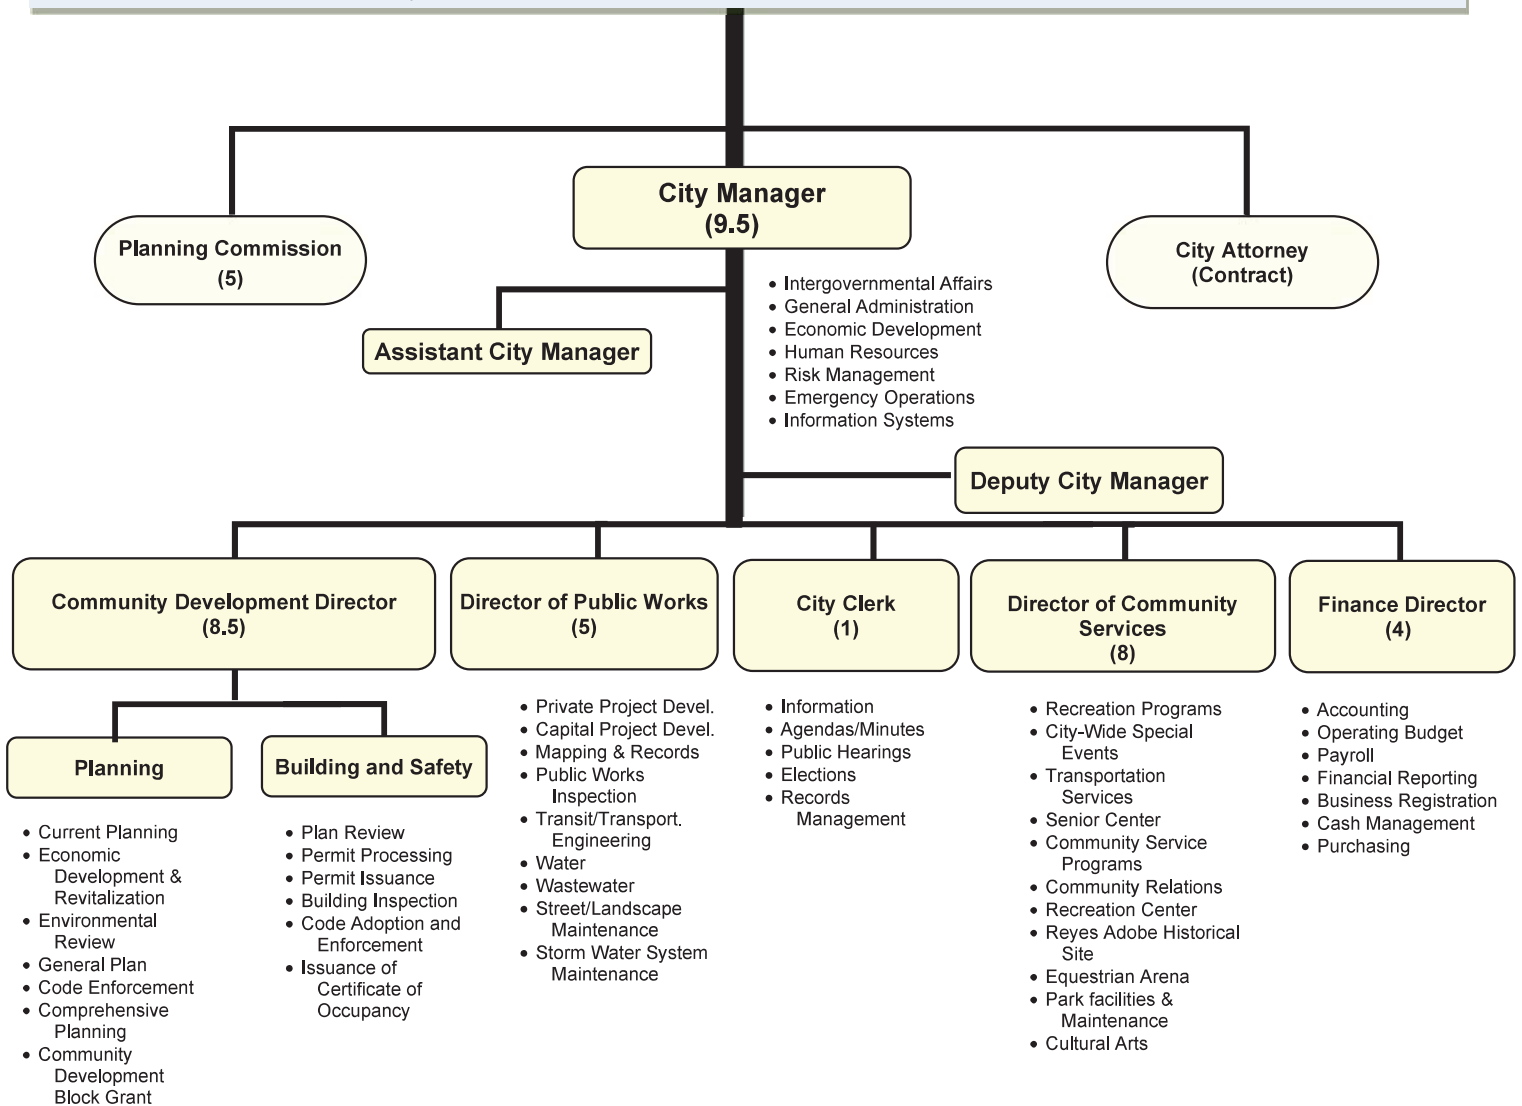 City Manager
(9.5)
Planning Commission
(5)
City Attorney
(Contract)
• Intergovernmental Affairs
• General Administration
• Economic Development
• Human Resources
• Risk Management
• Emergency Operations
• Information Systems
Assistant City Manager
Deputy City Manager
Community Development Director
(8.5)
Director of Public Works
(5)
City Clerk
(1)
Director of Community
Services
(8)
Finance Director
(4)
Planning
• Current Planning
• Economic
Development &
Revitalization
• Environmental
Review
• General Plan
• Code Enforcement
• Comprehensive
Planning
• Community
Development
Block Grant
Building and Safety
• Plan Review
• Permit Processing
• Permit Issuance
• Building Inspection
• Code Adoption and
Enforcement
• Issuance of
Certificate of
Occupancy
• Private Project Devel.
• Capital Project Devel.
• Mapping & Records
• Public Works
Inspection
• Transit/Transport.
Engineering
• Water
• Wastewater
• Street/Landscape
Maintenance
• Storm Water System
Maintenance
• Information
• Agendas/Minutes
• Public Hearings
• Elections
• Records
Management
• Recreation Programs
• City-Wide Special
Events
• Transportation
Services
• Senior Center
• Community Service
Programs
• Community Relations
• Recreation Center
• Reyes Adobe Historical
Site
• Equestrian Arena
• Park facilities &
Maintenance
• Cultural Arts
• Accounting
• Operating Budget
• Payroll
• Financial Reporting
• Business Registration
• Cash Management
• Purchasing